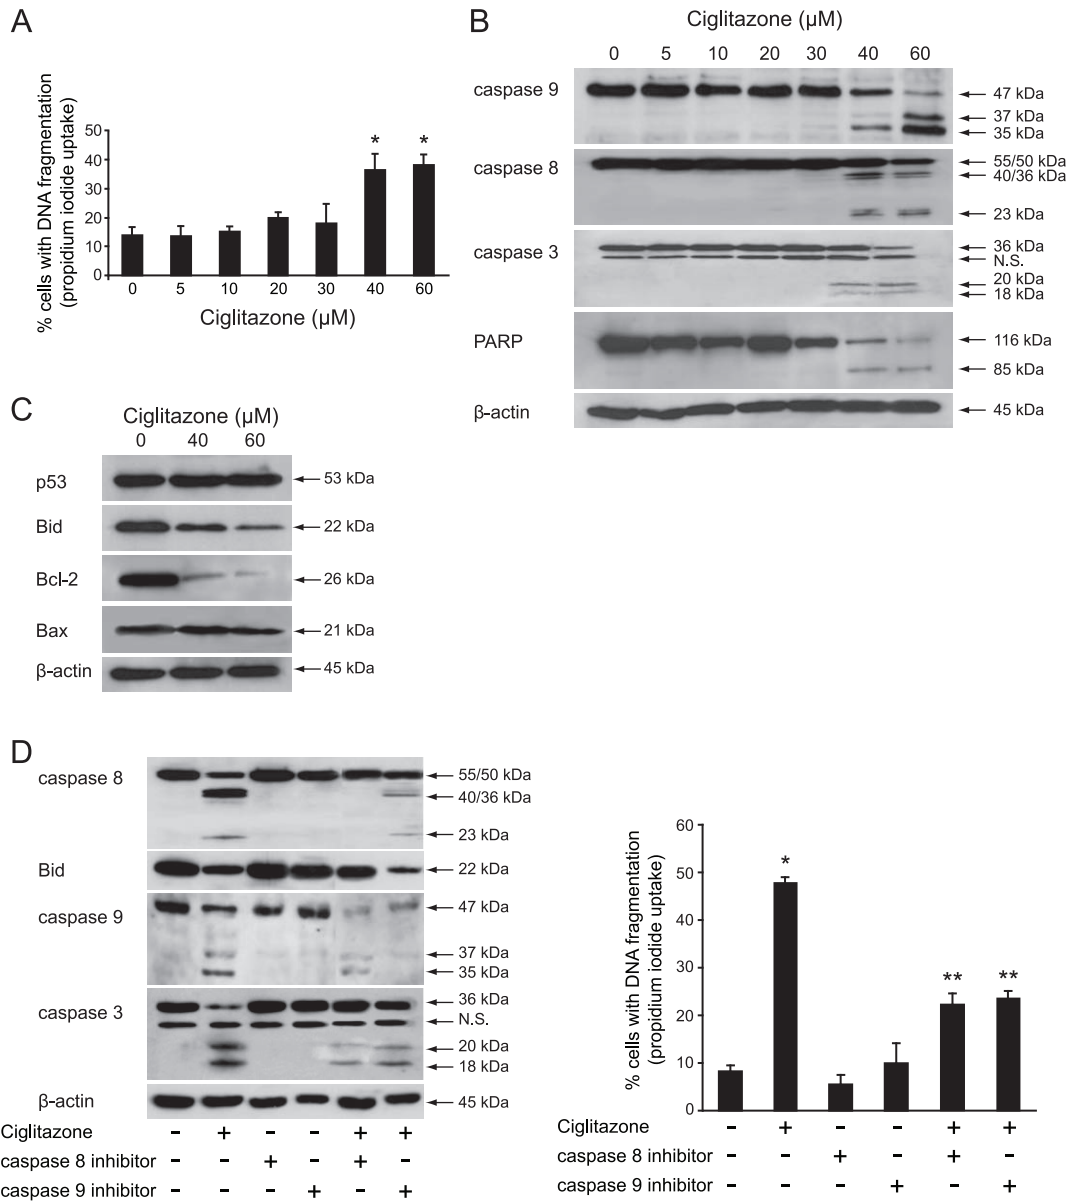 A
% cells with DNA fragmentation
(propidium iodide uptake)
50
40
30
20
10
0
* *
0 5 10 20 30 40 60
Ciglitazone (µM)
B
Ciglitazone (µM)
0 5 10 20 30 40 60
caspase 9
47 kDa
37 kDa
35 kDa
caspase 8
55/50 kDa
40/36 kDa
23 kDa
caspase 3
36 kDa
N.S.
20 kDa
18 kDa
PARP
116 kDa
85 kDa
β-actin
45 kDa
C
Ciglitazone (µM)
0 40 60
p53
53 kDa
Bid
22 kDa
Bcl-2
26 kDa
Bax
21 kDa
β-actin
45 kDa
D
caspase 8
55/50 kDa
40/36 kDa
23 kDa
Bid
22 kDa
caspase 9
47 kDa
37 kDa
35 kDa
caspase 3
36 kDa
N.S.
20 kDa
18 kDa
β-actin
45 kDa
Ciglitazone - + - - + +
caspase 8 inhibitor - - + - + -
caspase 9 inhibitor - - - + - +
% cells with DNA fragmentation
(propidium iodide uptake)
60
50
40
30
20
10
0
* ** **
Ciglitazone - + - - + +
caspase 8 inhibitor - - + - + -
caspase 9 inhibitor - - - + - +